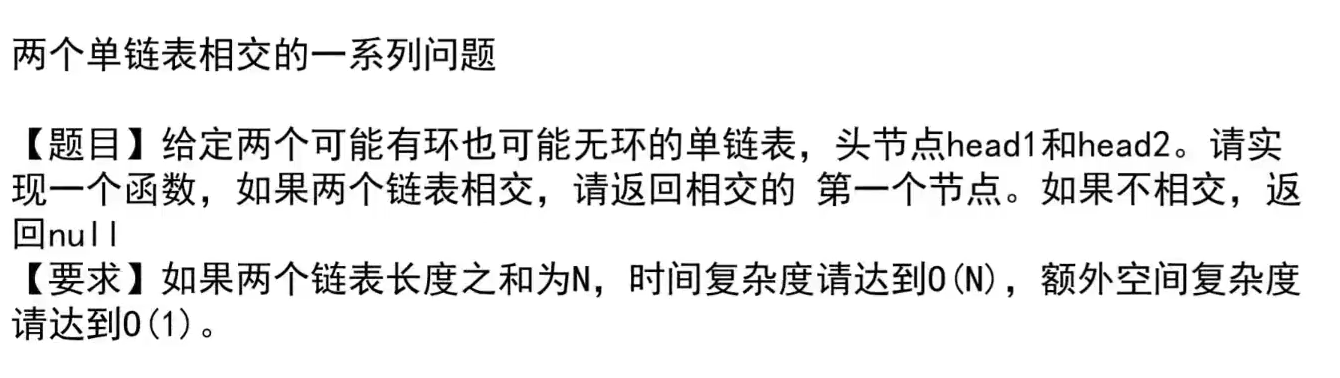 两个单链表相交的一系列问题
【题目】给定两个可能有环也可能无环的单链表，头节点head1和head2。请实
现一个函数，如果两个链表相交，请返回相交的 第一个节点。如果不相交，返
回null
【要求】如果两个链表长度之和为N，时间复杂度请达到O(N)，额外空间复杂度
请达到O(1)。